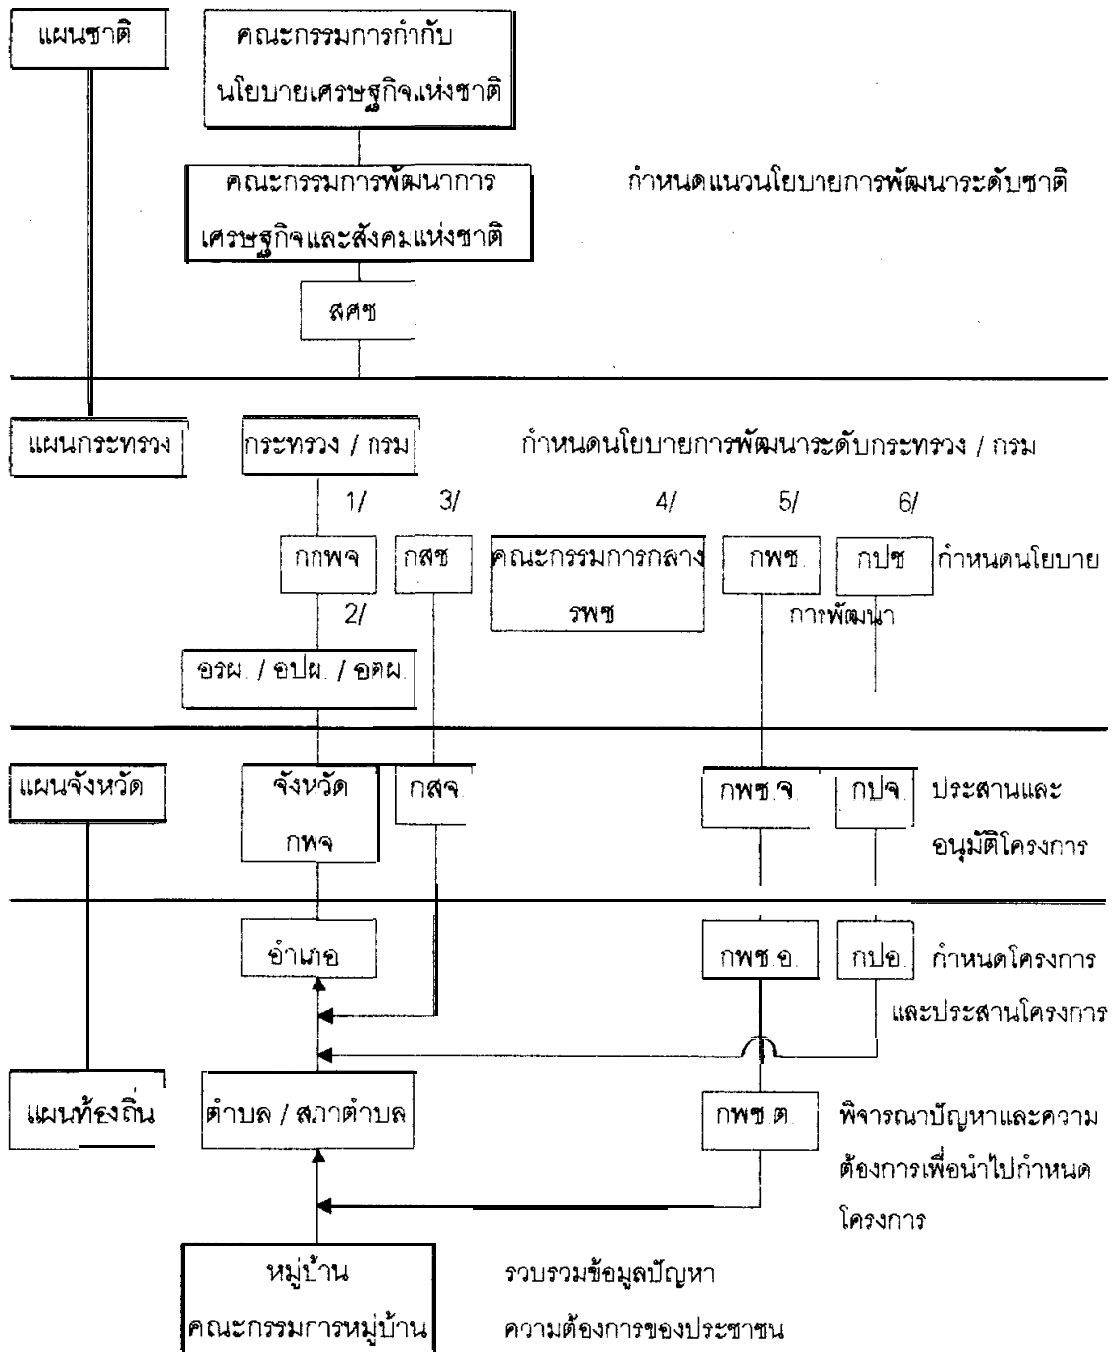 แผนชาติ
คณะกรรมการกำกับ
นโยบายเศรษฐกิจแห่งชาติ
คณะกรรมการพัฒนาการ
เศรษฐกิจและสังคมแห่งชาติ
กำหนดแนวนโยบายการพัฒนาระดับชาติ
สศช
แผนกระทรวง
กระทรวง / กรม
กำหนดนโยบายการพัฒนาระดับกระทรวง / กรม
1/ 3/ 4/ 5/ 6/
กกพจ
กสช
คณะกรรมการกลาง
รพช
กพช.
กปช
กำหนดนโยบาย
การพัฒนา
2/
อรผ. / อปผ. / อตผ.
แผนจังหวัด
จังหวัด
กพจ
กสจ.
กพช.จ.
กปจ.
ประสานและ
อนุมัติโครงการ
อำเภอ
กพช.อ.
กปอ.
กำหนดโครงการ
และประสานโครงการ
แผนท้องถิ่น
ตำบล / สภาตำบล
กพช.ต.
พิจารณาปัญหาและความ
ต้องการเพื่อนำไปกำหนด
โครงการ
หมู่บ้าน
คณะกรรมการหมู่บ้าน
รวบรวมข้อมูลปัญหา
ความต้องการของประชาชน